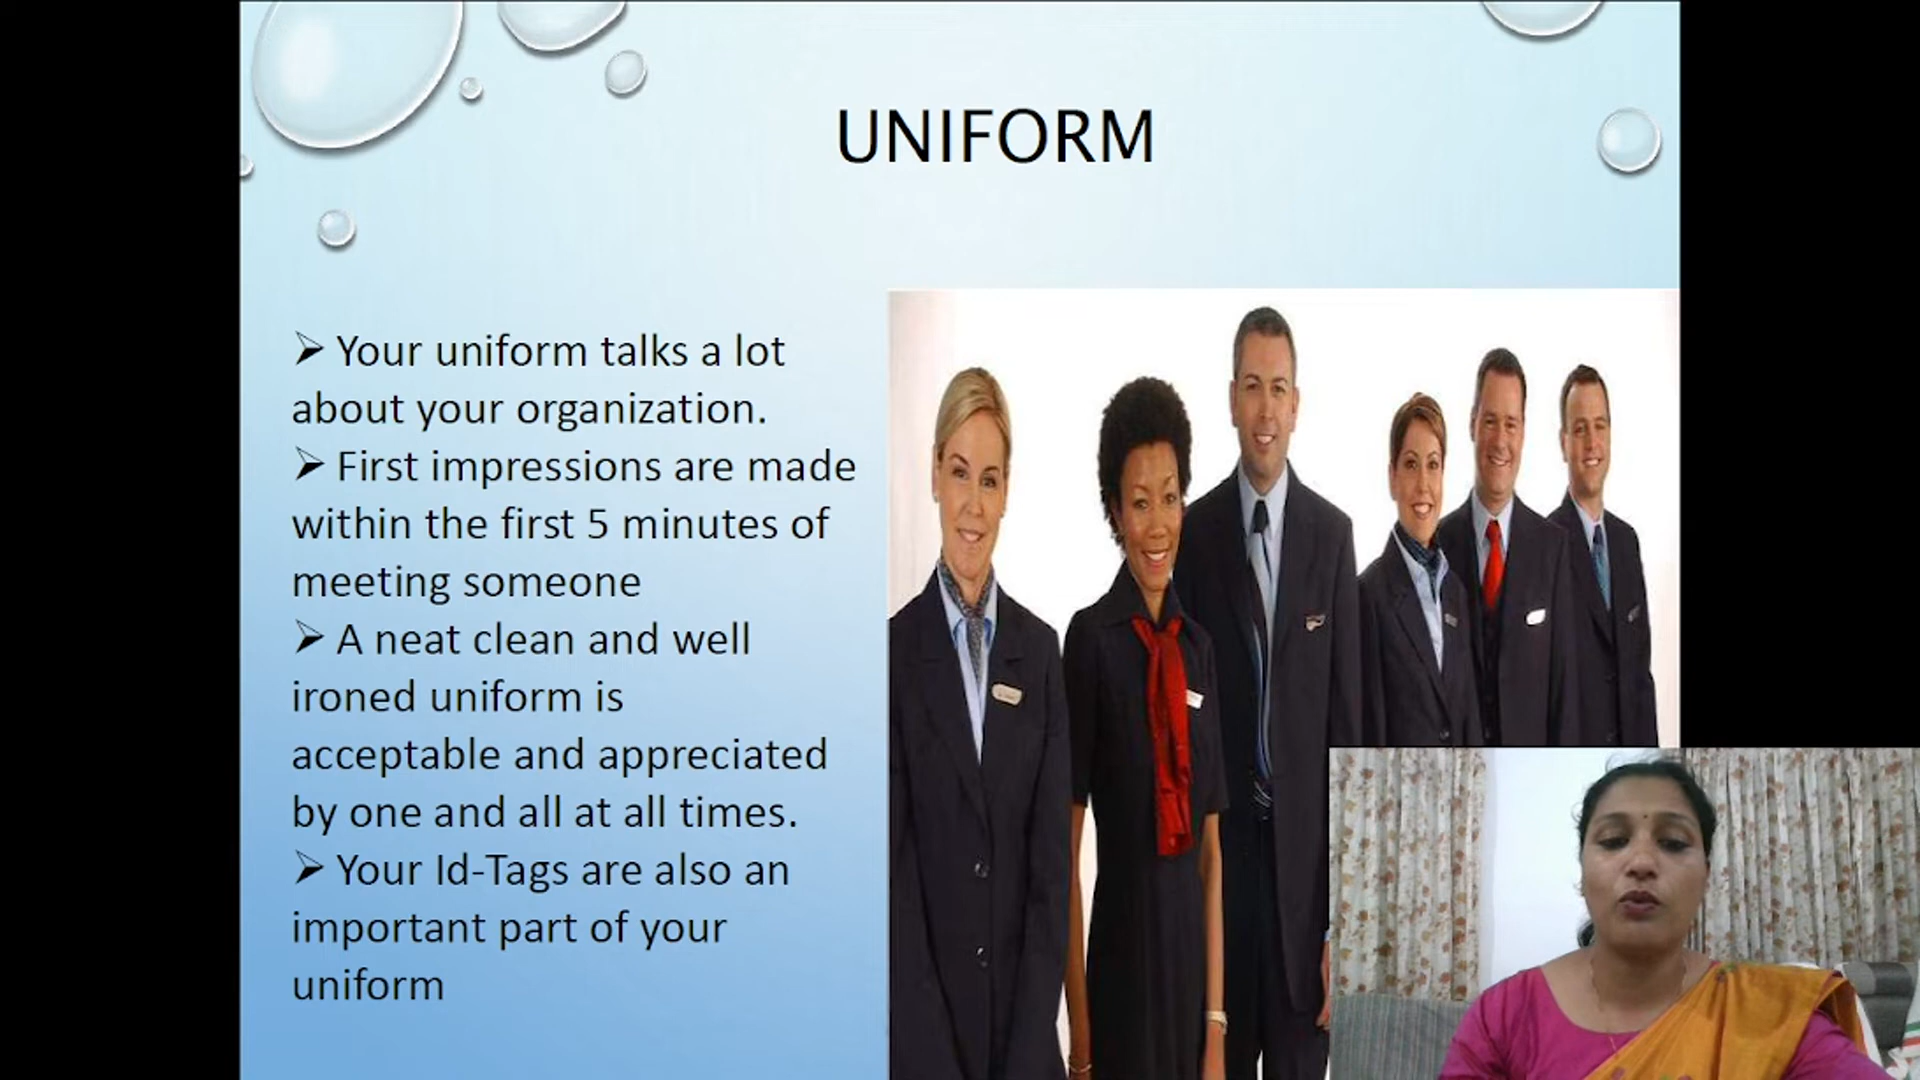 UNIFORM
➢ Your uniform talks a lot
about your organization.
➢ First impressions are made
within the first 5 minutes of
meeting someone
➢ A neat clean and well
ironed uniform is
acceptable and appreciated
by one and all at all times.
➢ Your Id-Tags are also an
important part of your
uniform